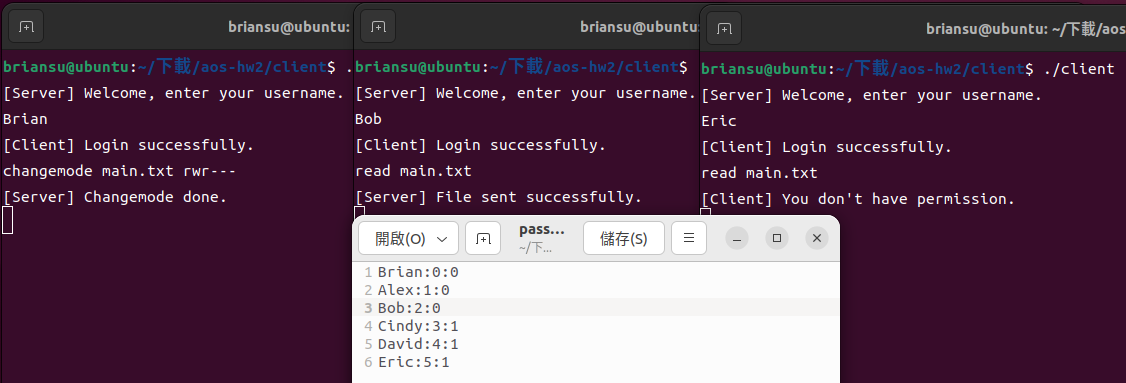 briansu@ubuntu:
briansu@ubuntu:~/下載/aos-hw2/client$ .
[Server] Welcome, enter your username.
Brian
[Client] Login successfully.
changemode main.txt rwr---
[Server] Changemode done.
briansu@ubuntu:
briansu@ubuntu:~/下載/aos-hw2/client$
[Server] Welcome, enter your username.
Bob
[Client] Login successfully.
read main.txt
[Server] File sent successfully.
briansu@ubuntu: ~/下載/aos
briansu@ubuntu:~/下載/aos-hw2/client$ ./client
[Server] Welcome, enter your username.
Eric
[Client] Login successfully.
read main.txt
[Client] You don't have permission.
開啟(O) pass... 儲存(S)
~/下...
1 Brian:0:0
2 Alex:1:0
3 Bob:2:0
4 Cindy:3:1
5 David:4:1
6 Eric:5:1